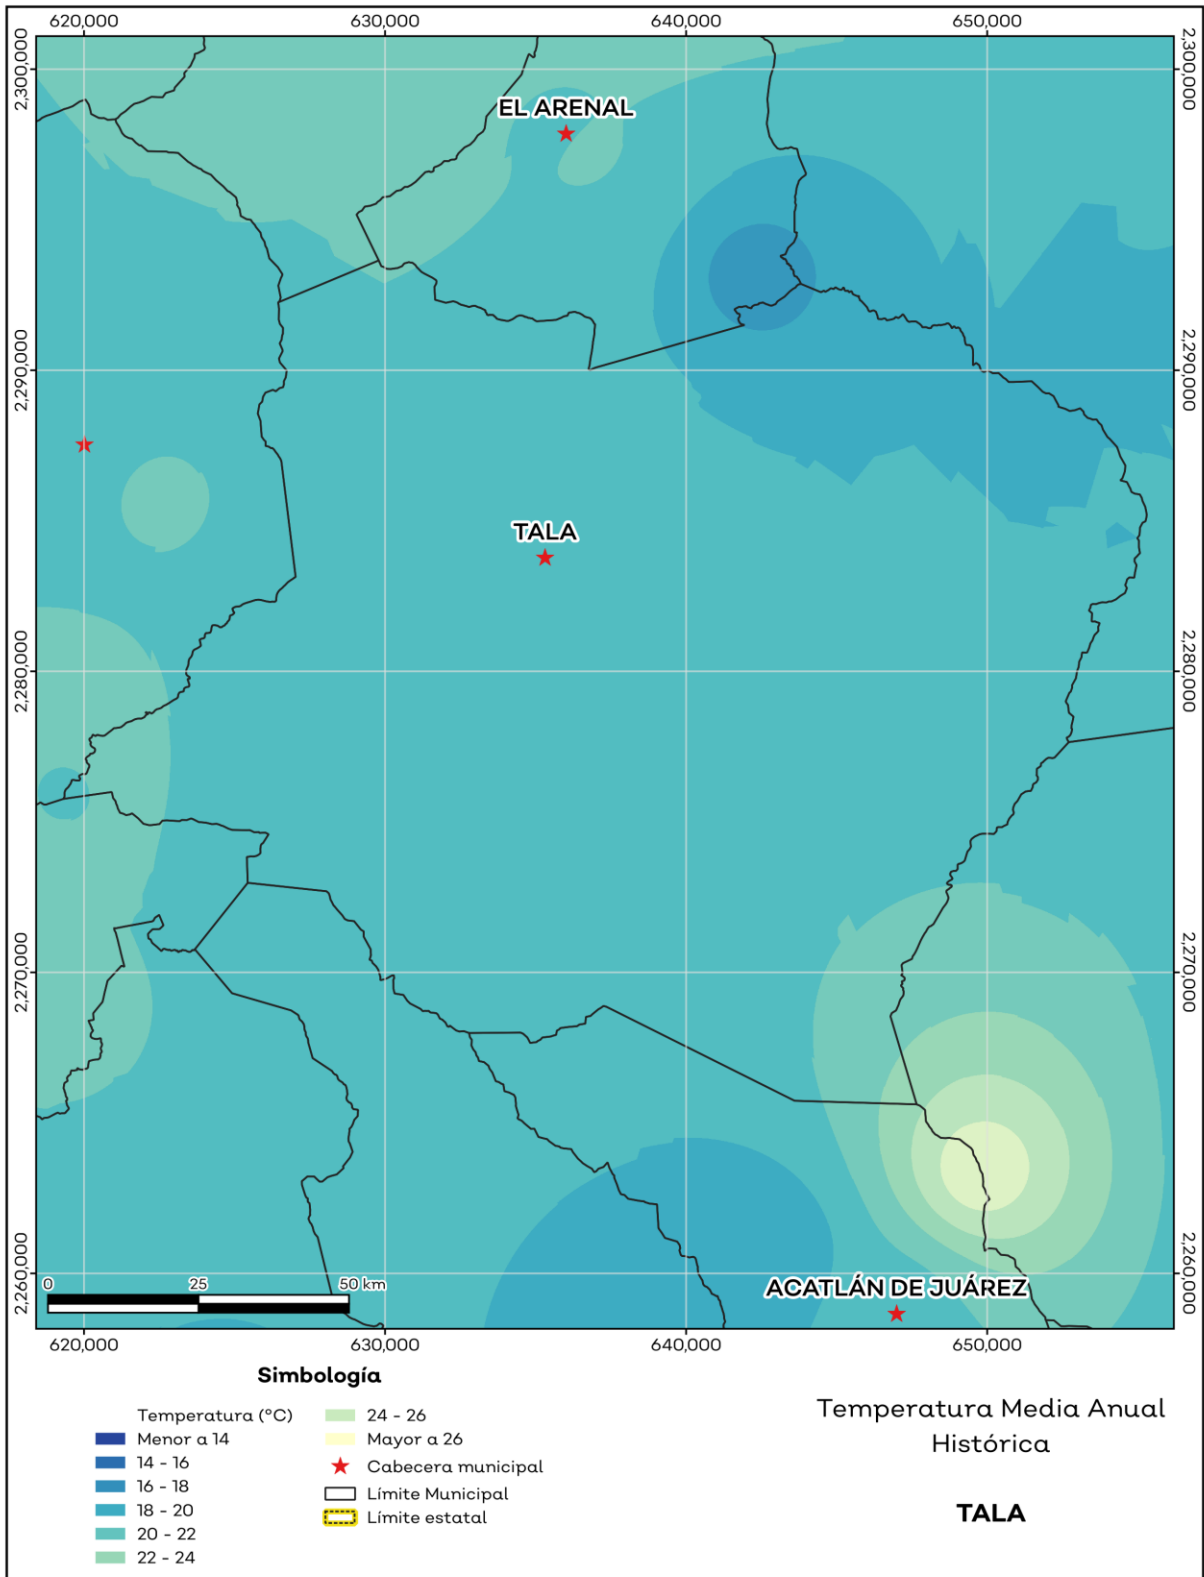 620,000 630,000 640,000 650,000
2,300,000 2,300,000
EL ARENAL
2,290,000 2,290,000
TALA
2,280,000 2,280,000
2,270,000 2,270,000
2,260,000 2,260,000
0 25 50 km
ACATLÁN DE JUÁREZ
620,000 630,000 640,000 650,000
Simbología
Temperatura (°C)
Menor a 14
14 - 16
16 - 18
18 - 20
20 - 22
22 - 24
24 - 26
Mayor a 26
Cabecera municipal
Límite Municipal
Límite estatal
Temperatura Media Anual
Histórica
TALA